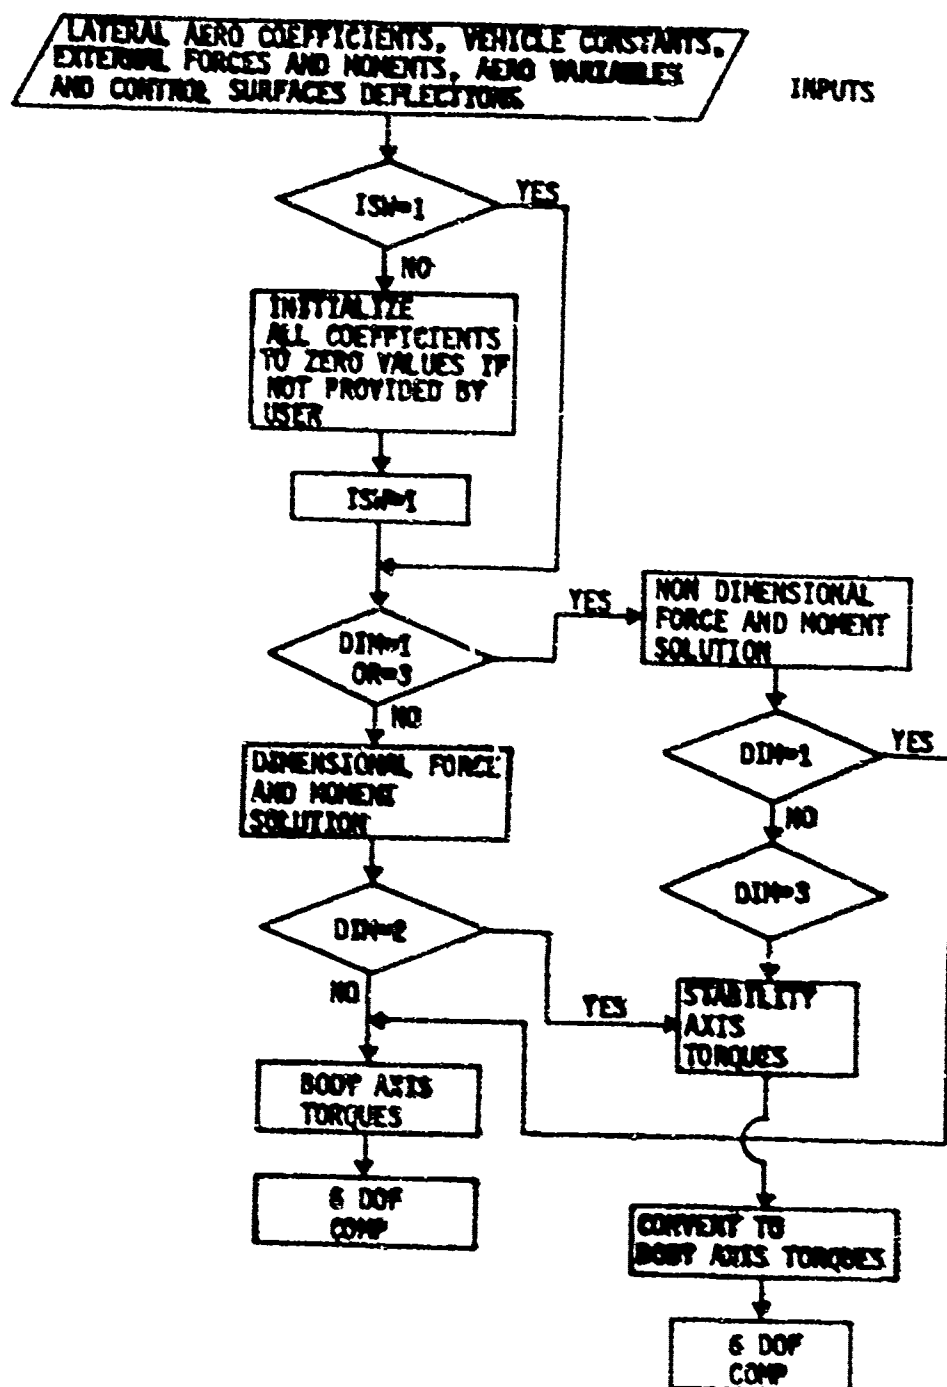 LATERAL AERO COEFFICIENTS, VEHICLE CONSTANTS,
EXTERNAL FORCES AND MOMENTS, AERO VARIABLES
AND CONTROL SURFACES DEFLECTIONS
INPUTS
ISW=1
YES
NO
INITIALIZE
ALL COEFFICIENTS
TO ZERO VALUES IF
NOT PROVIDED BY
USER
ISW=1
DIM=1
OR=3
YES
NO
NON DIMENSIONAL
FORCE AND MOMENT
SOLUTION
DIM=1
YES
NO
DIMENSIONAL FORCE
AND MOMENT
SOLUTION
DIM=3
DIM=2
NO
YES
STABILITY
AXIS
TORQUES
BODY AXIS
TORQUES
6 DOF
COMP
CONVERT TO
BODY AXIS TORQUES
6 DOF
COMP